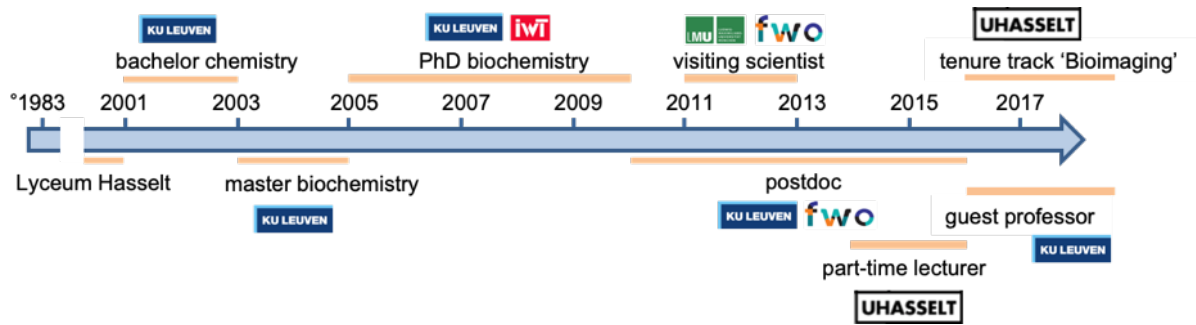 KU LEUVEN KU LEUVEN iwT LMU fwo UHASSELT
bachelor chemistry PhD biochemistry visiting scientist tenure track ‘Bioimaging’
°1983 2001 2003 2005 2007 2009 2011 2013 2015 2017
Lyceum Hasselt master biochemistry postdoc
KU LEUVEN KU LEUVEN fwo guest professor
part-time lecturer KU LEUVEN
UHASSELT